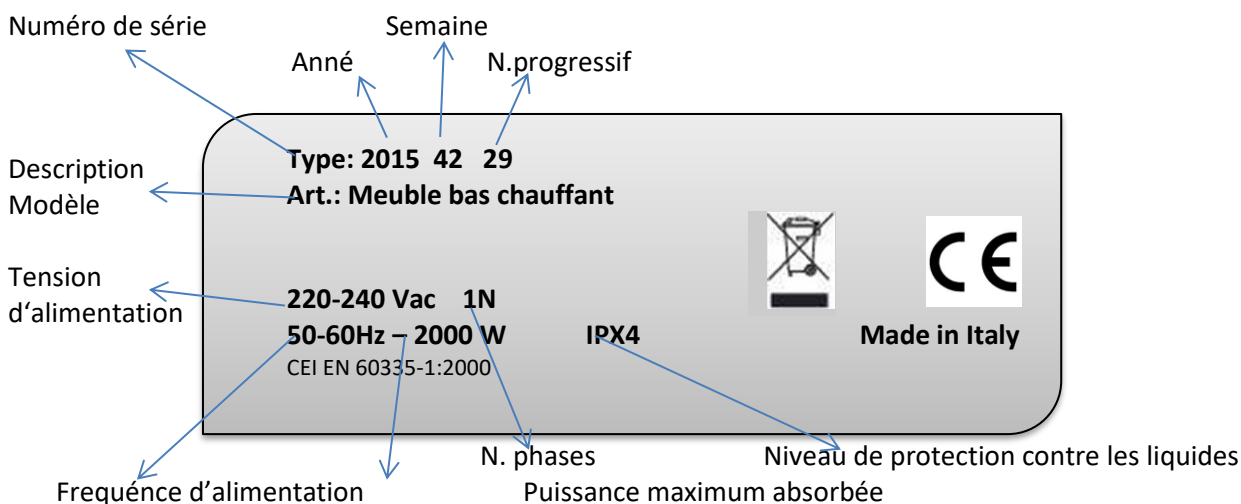 Numéro de série
Semaine
Anné
N.progressif
Type: 2015 42 29
Art.: Meuble bas chauffant
Description
Modèle
Tension
d‘alimentation
220-240 Vac 1N
50-60Hz – 2000 W IPX4 Made in Italy
CEI EN 60335-1:2000
CE
N. phases
Niveau de protection contre les liquides
Frequénce d’alimentation
Puissance maximum absorbée